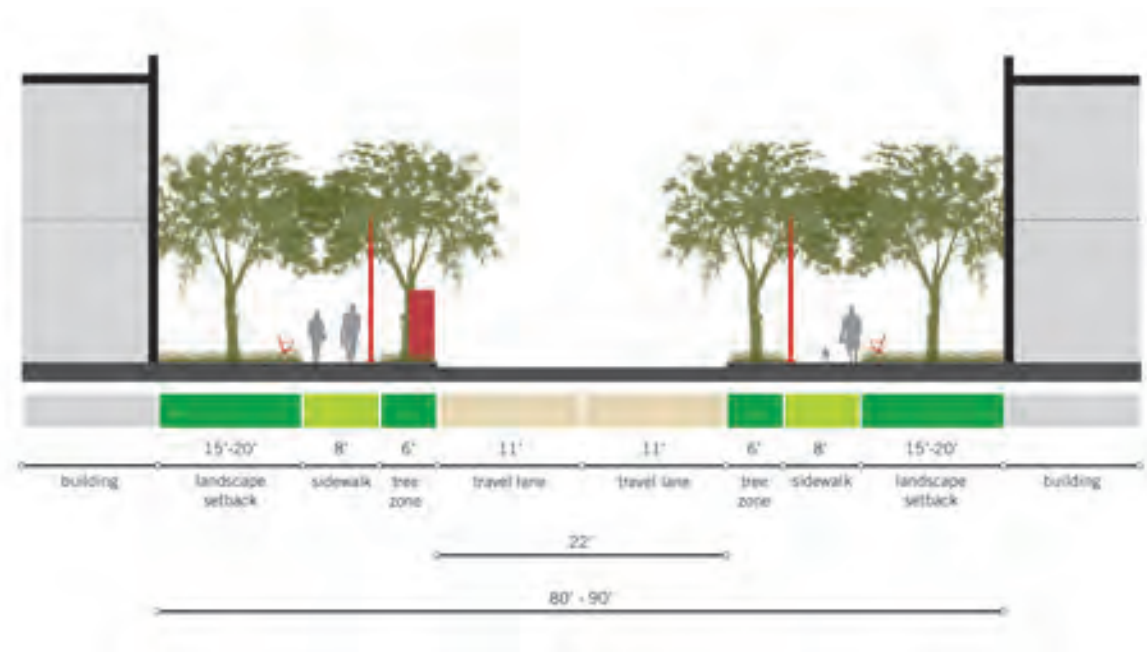 15'-20' 8' 6' 11' 11' 6' 8' 15'-20'
building landscape sidewalk tree travel lane travel lane tree sidewalk landscape building
setback zone zone setback
22'
80' - 90'